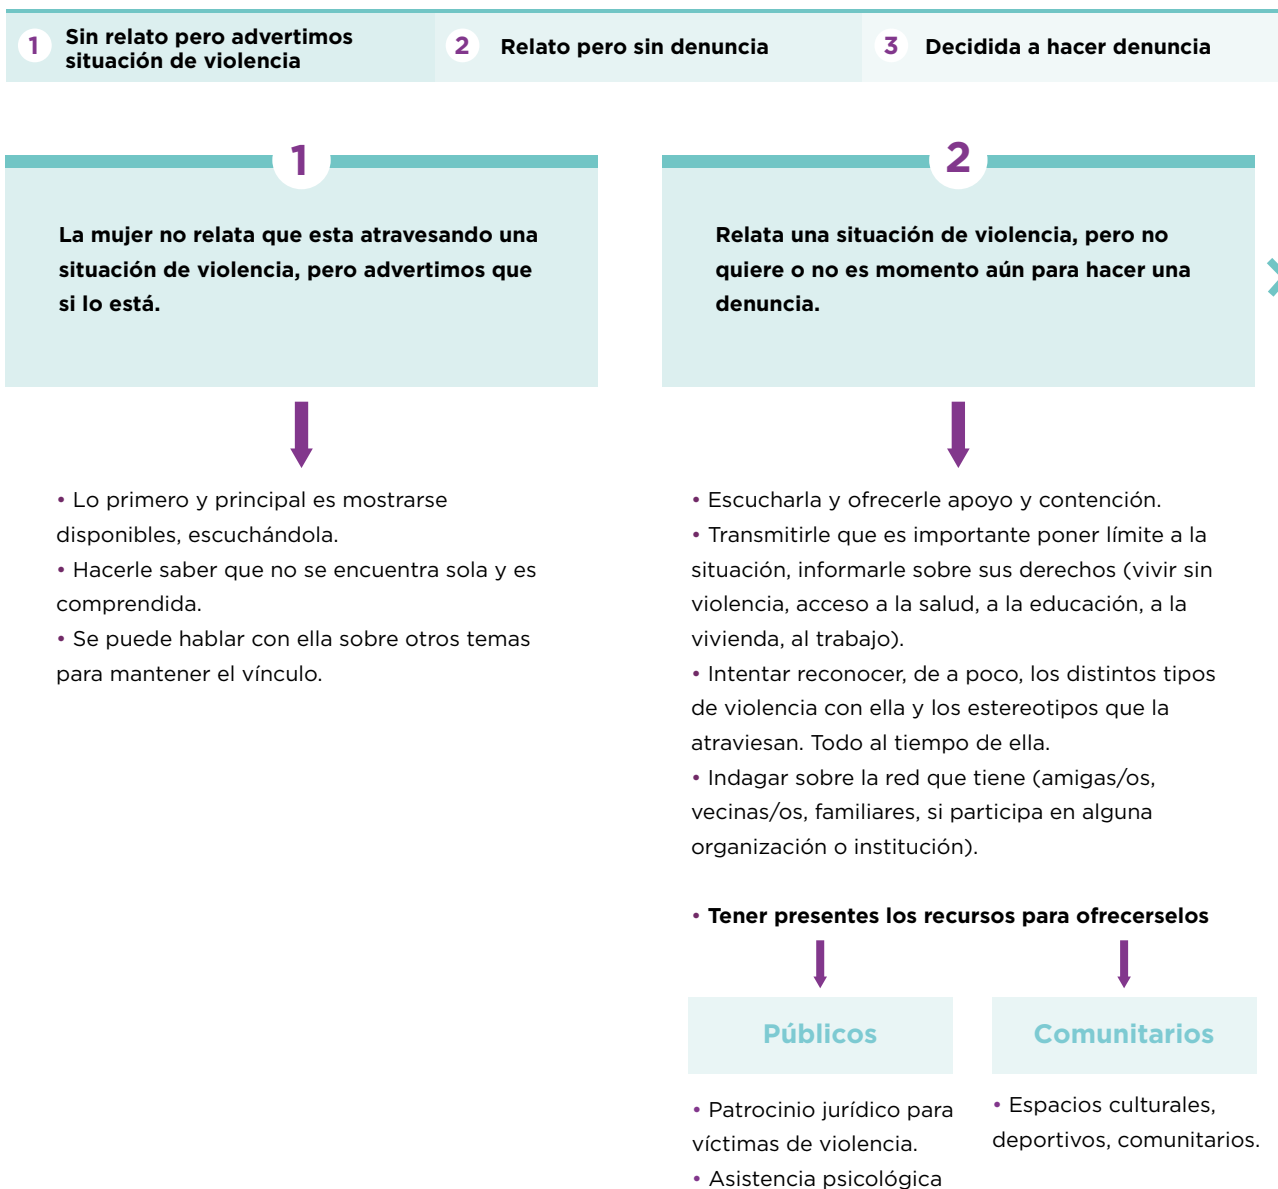 1 Sin relato pero advertimos
situación de violencia
2 Relato pero sin denuncia
3 Decidida a hacer denuncia
1
La mujer no relata que esta atravesando una
situación de violencia, pero advertimos que
si lo está.
• Lo primero y principal es mostrarse
disponibles, escuchándola.
• Hacerle saber que no se encuentra sola y es
comprendida.
• Se puede hablar con ella sobre otros temas
para mantener el vínculo.
2
Relata una situación de violencia, pero no
quiere o no es momento aún para hacer una
denuncia.
• Escucharla y ofrecerle apoyo y contención.
• Transmitirle que es importante poner límite a la
situación, informarle sobre sus derechos (vivir sin
violencia, acceso a la salud, a la educación, a la
vivienda, al trabajo).
• Intentar reconocer, de a poco, los distintos tipos
de violencia con ella y los estereotipos que la
atraviesan. Todo al tiempo de ella.
• Indagar sobre la red que tiene (amigas/os,
vecinas/os, familiares, si participa en alguna
organización o institución).
• Tener presentes los recursos para ofrecerselos
Públicos
• Patrocinio jurídico para
víctimas de violencia.
• Asistencia psicológica
Comunitarios
• Espacios culturales,
deportivos, comunitarios.